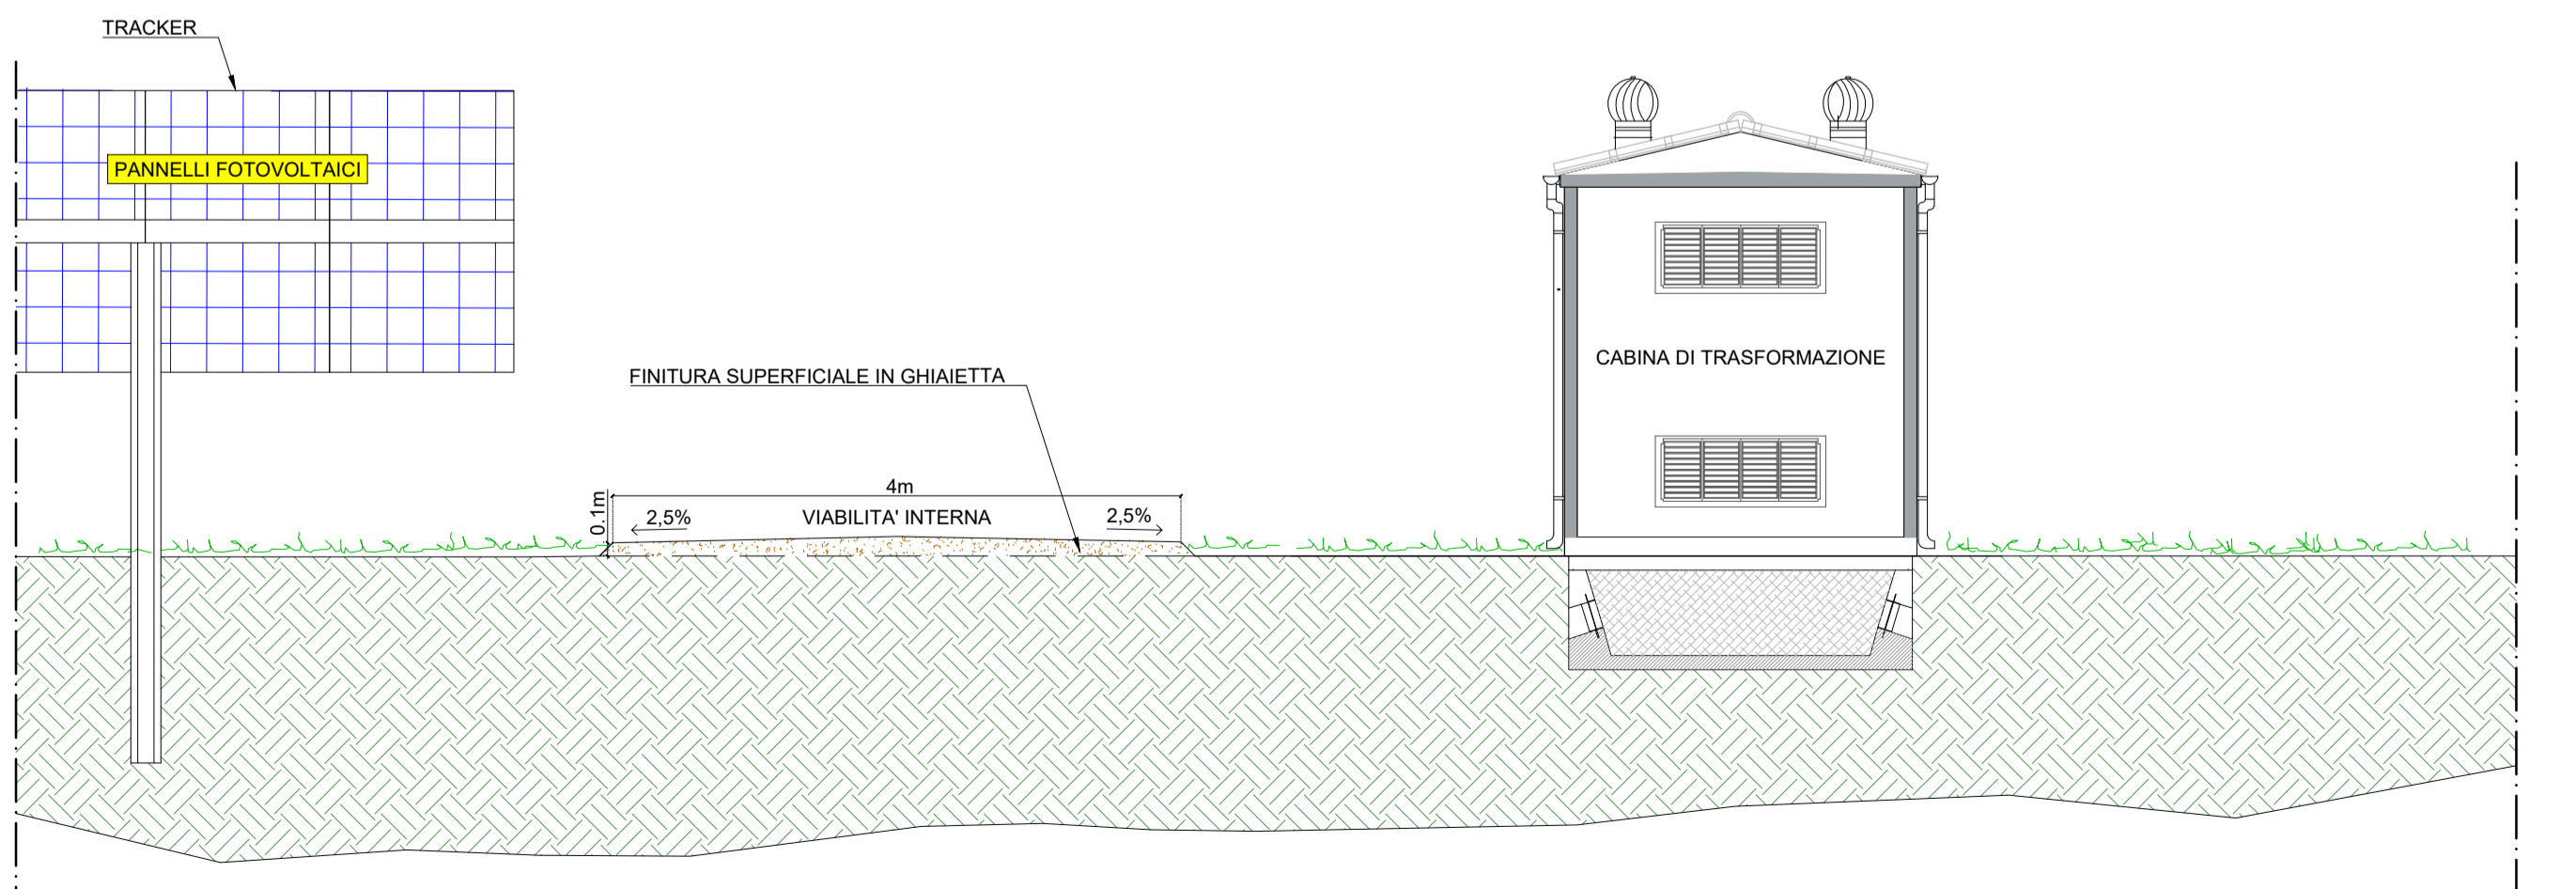 TRACKER
PANNELLI FOTOVOLTAICI
CABINA DI TRASFORMAZIONE
FINITURA SUPERFICIALE IN GHIAIETTA
4m
0.1m
2,5%
VIABILITA' INTERNA
2,5%